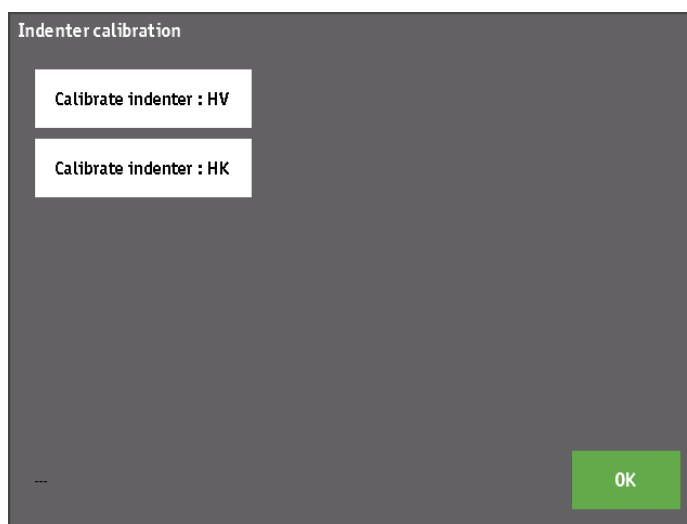 Indenter calibration
Calibrate indenter : HV
Calibrate indenter : HK
---
OK